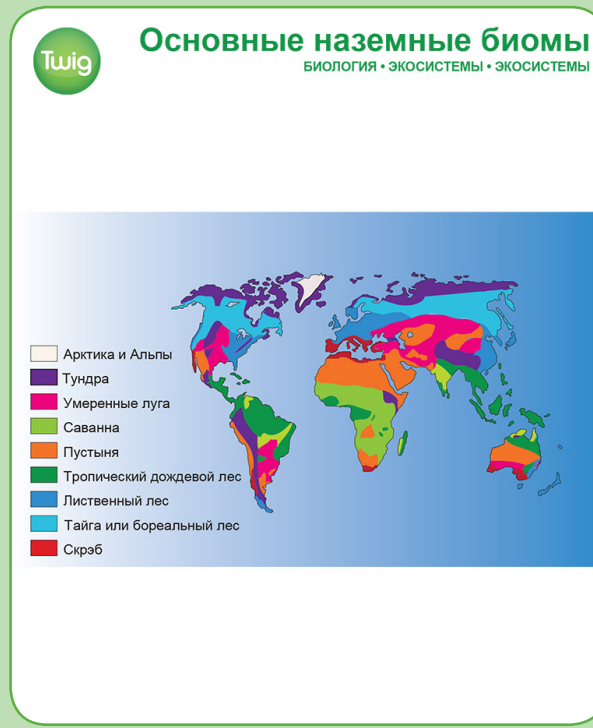 Twig
Основные наземные биомы
БИОЛОГИЯ • ЭКОСИСТЕМЫ • ЭКОСИСТЕМЫ
Арктика и Альпы
Тундра
Умеренные луга
Саванна
Пустыня
Тропический дождевой лес
Лиственный лес
Тайга или бореальный лес
Скрэб